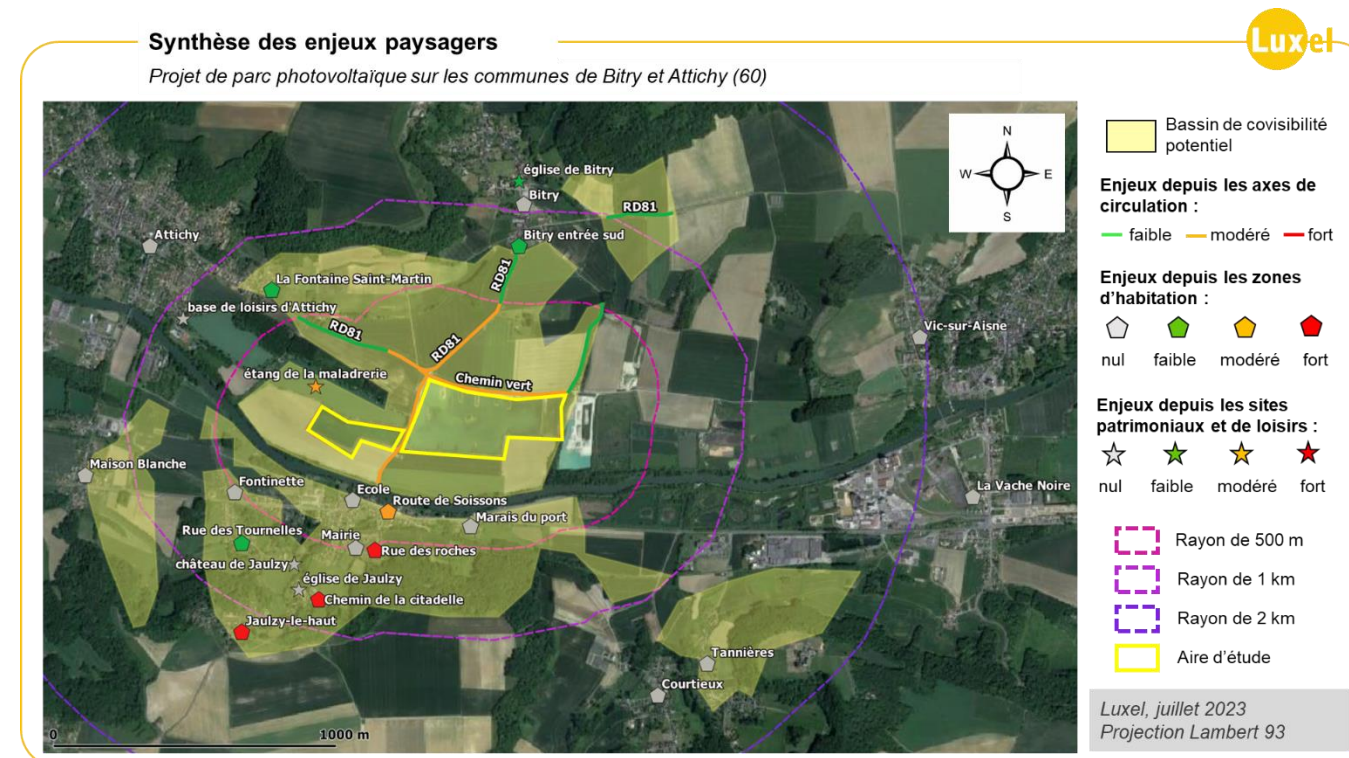 Synthèse des enjeux paysagers
Luxel
Projet de parc photovoltaïque sur les communes de Bitry et Attichy (60)
N
W
E
S
église de Bitry
Bitry
RD81
Attichy
Bitry entrée sud
RD81
La Fontaine Saint-Martin
base de loisirs d'Attichy
RD81
RD81
Vic-sur-Aisne
étang de la maladrerie
Chemin vert
Maison Blanche
Fontinette
Ecole
Route de Soissons
La Vache Noire
Marais du port
Rue des Tournelles
Mairie
Rue des roches
château de Jaulzy
église de Jaulzy
Chemin de la citadelle
Jaulzy-le-haut
Tannières
Courtieux
0
1000 m
Bassin de covisibilité
potentiel
Enjeux depuis les axes de
circulation :
faible modéré fort
Enjeux depuis les zones
d'habitation :
nul faible modéré fort
Enjeux depuis les sites
patrimoniaux et de loisirs :
nul faible modéré fort
Rayon de 500 m
Rayon de 1 km
Rayon de 2 km
Aire d'étude
Luxel, juillet 2023
Projection Lambert 93